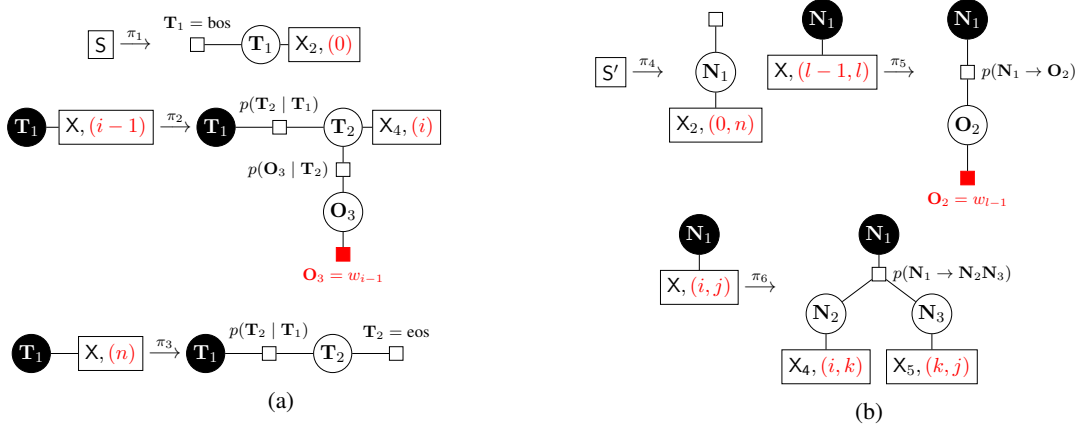 S π₁ → T₁ = bos T₁ X₂, (0)
T₁ X, (i − 1) π₂ → T₁ p(T₂ | T₁) T₂ X₄, (i)
p(O₃ | T₂)
O₃
O₃ = w_{i−1}
T₁ X, (n) π₃ → T₁ p(T₂ | T₁) T₂ T₂ = eos
(a)
S′ π₄ → N₁
X₂, (0, n)
N₁
X, (l − 1, l) π₅ → N₁
p(N₁ → O₂)
O₂
O₂ = w_{l−1}
N₁
X, (i, j) π₆ → N₁
p(N₁ → N₂N₃)
N₂ N₃
X₄, (i, k) X₅, (k, j)
(b)